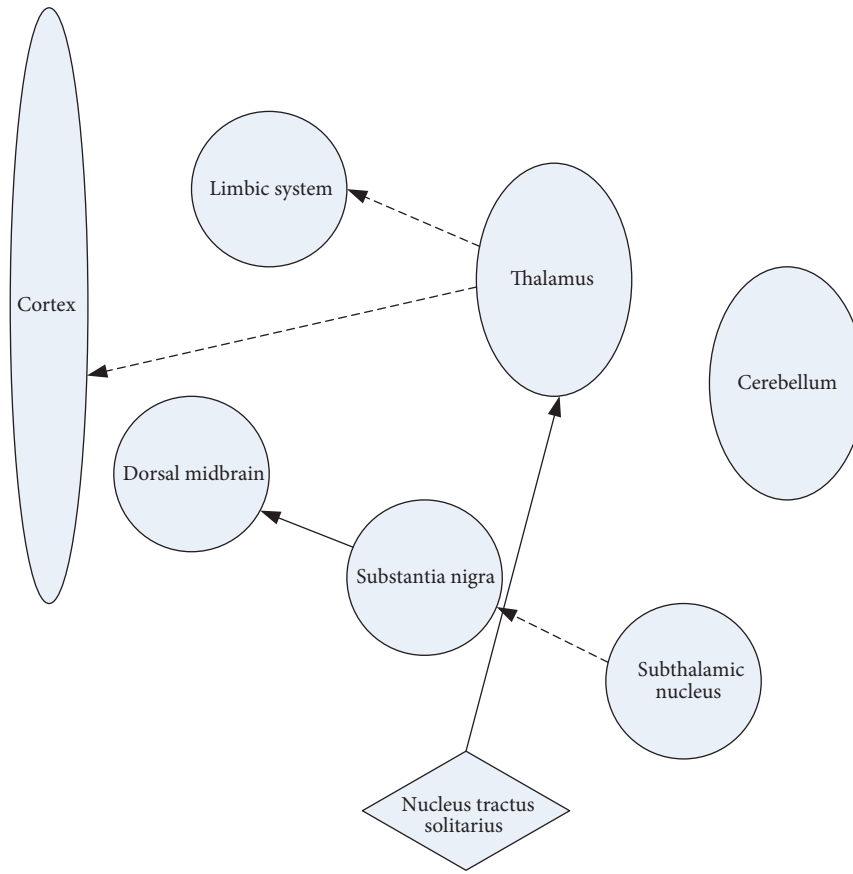 Limbic system
Thalamus
Cortex
Cerebellum
Dorsal midbrain
Substantia nigra
Subthalamic
nucleus
Nucleus tractus
solitarius